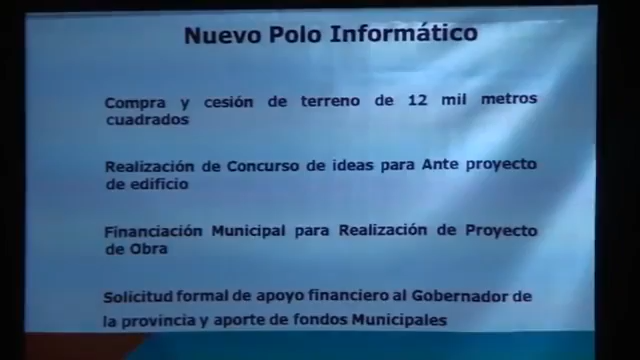 Nuevo Polo Informático
Compra y cesión de terreno de 12 mil metros
cuadrados
Realización de Concurso de ideas para Ante proyecto
de edificio
Financiación Municipal para Realización de Proyecto
de Obra
Solicitud formal de apoyo financiero al Gobernador de
la provincia y aporte de fondos Municipales